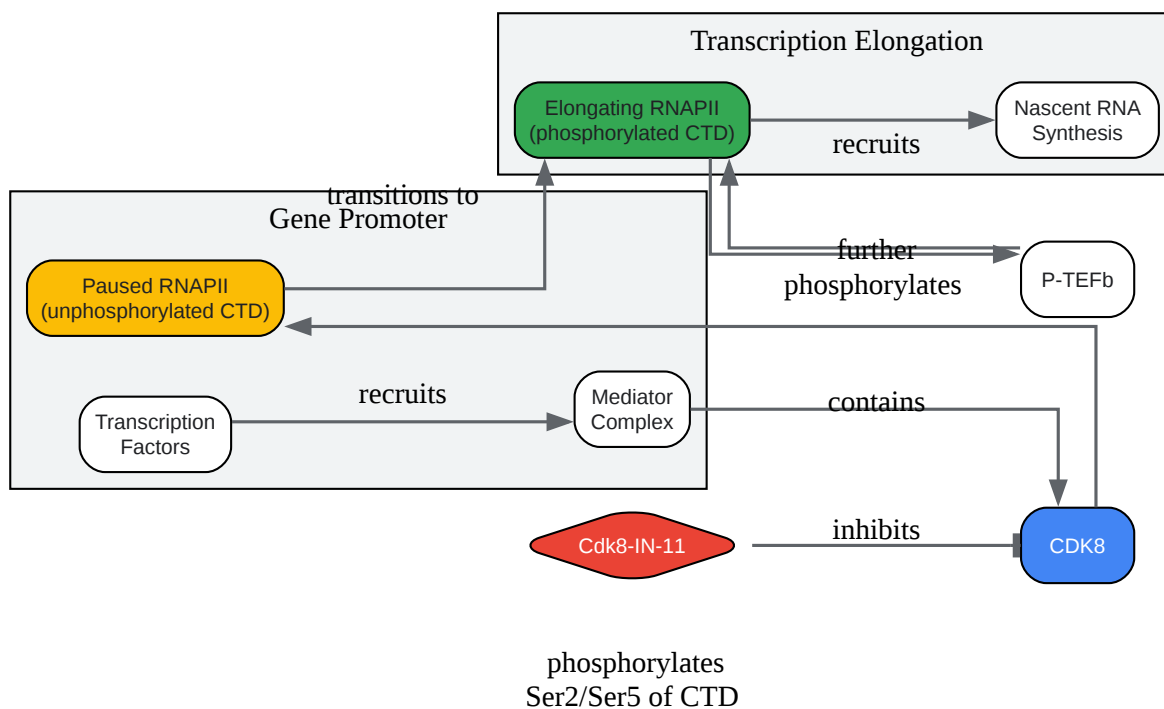 Transcription Elongation
Elongating RNAPII
(phosphorylated CTD)
recruits
Nascent RNA
Synthesis
transitions to
Gene Promoter
Paused RNAPII
(unphosphorylated CTD)
further
phosphorylates
P-TEFb
Transcription
Factors
recruits
Mediator
Complex
contains
Cdk8-IN-11
inhibits
CDK8
phosphorylates
Ser2/Ser5 of CTD